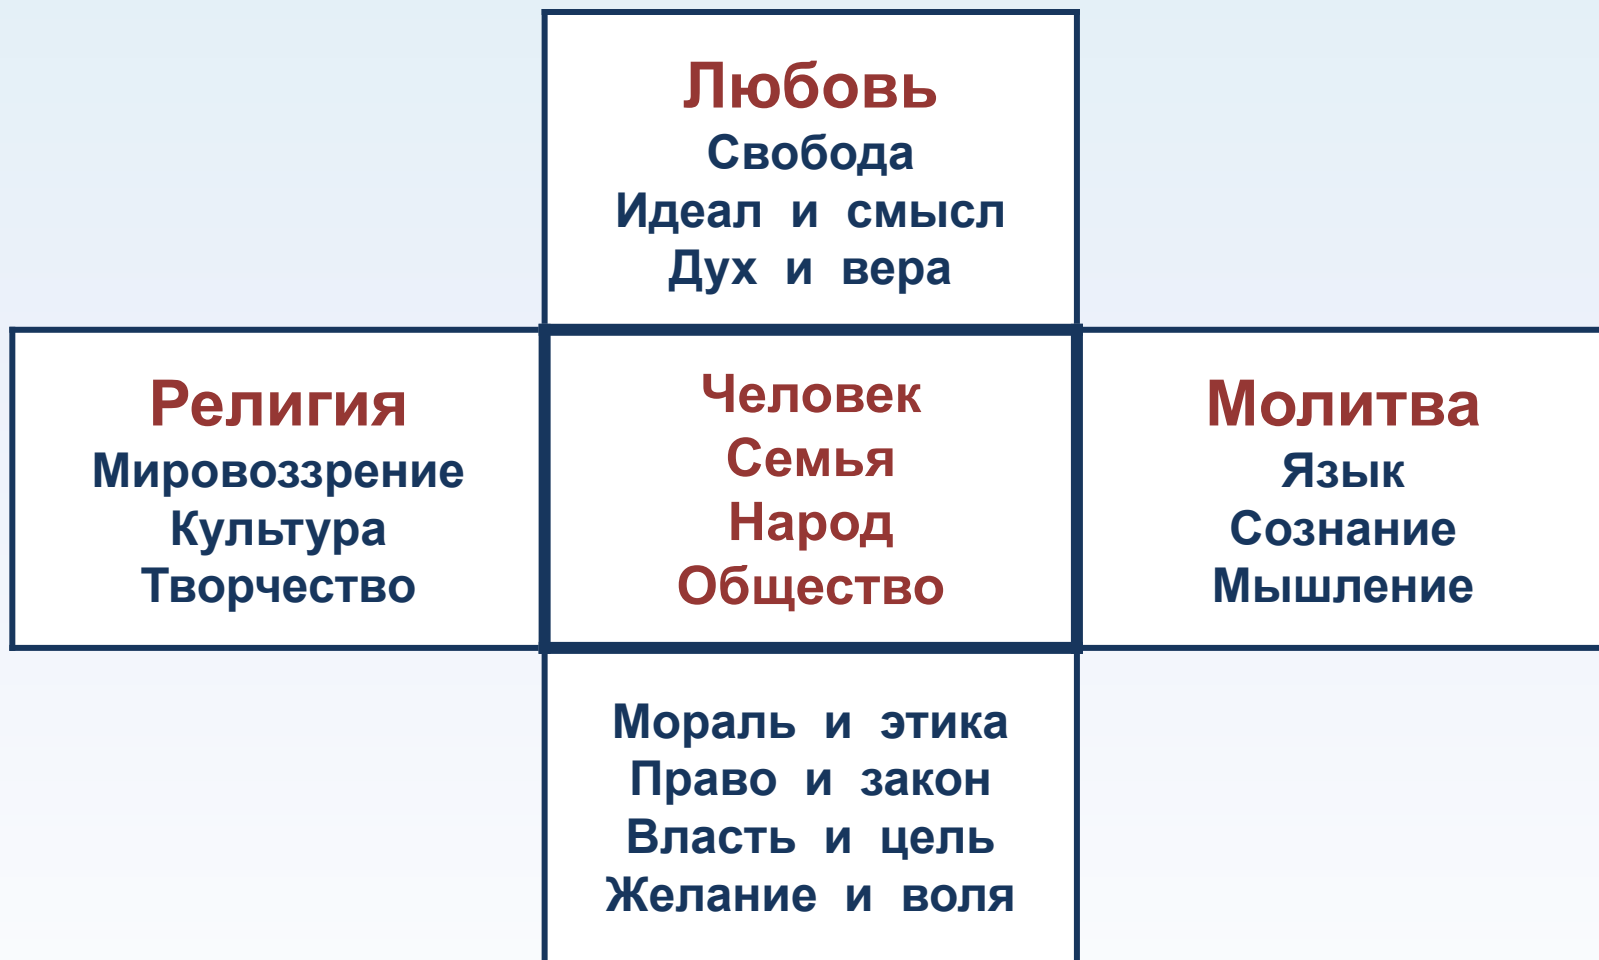 Любовь
Свобода
Идеал и смысл
Дух и вера
Религия
Мировоззрение
Культура
Творчество
Человек
Семья
Народ
Общество
Молитва
Язык
Сознание
Мышление
Мораль и этика
Право и закон
Власть и цель
Желание и воля